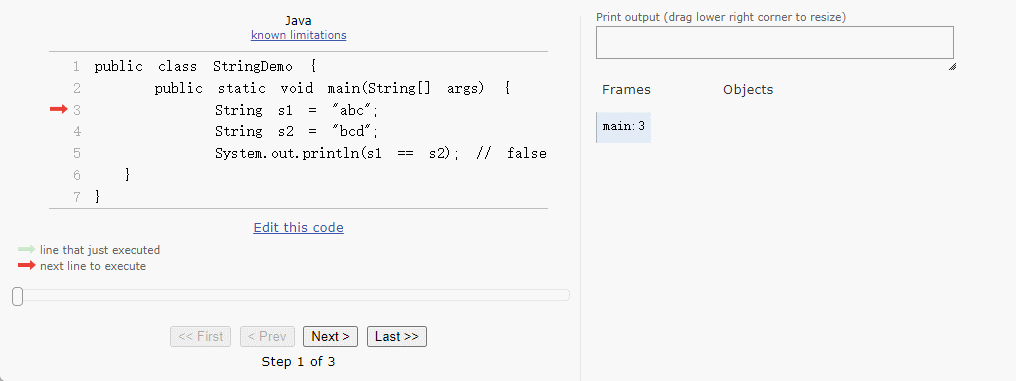 Java
known limitations
1 public class StringDemo {
2 public static void main(String[] args) {
3 String s1 = "abc";
4 String s2 = "bcd";
5 System.out.println(s1 == s2); // false
6 }
7 }
Edit this code
line that just executed
next line to execute
<< First < Prev Next > Last >>
Step 1 of 3
Print output (drag lower right corner to resize)
Frames Objects
main:3